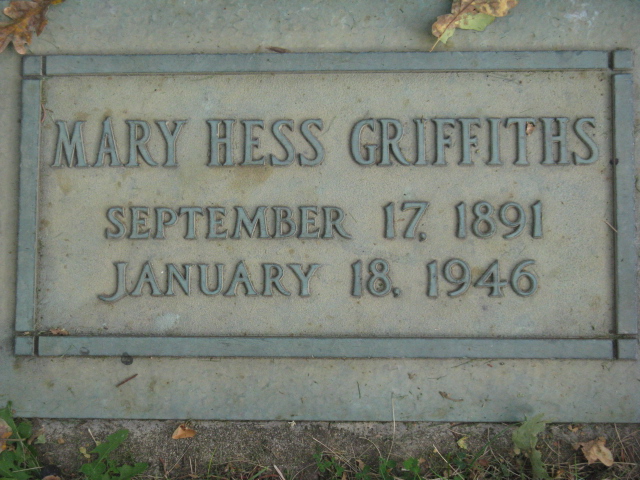 MARY HESS GRIFFITHS
SEPTEMBER 17, 1891
JANUARY 18, 1946